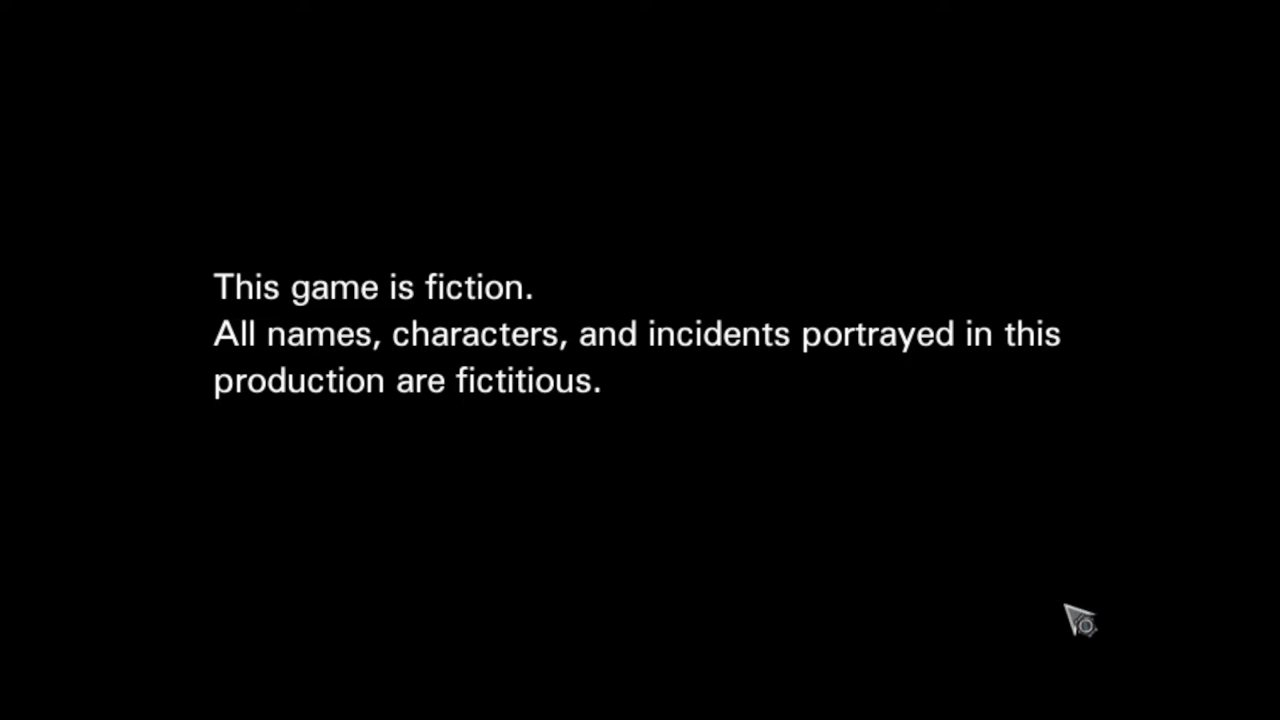 This game is fiction.
All names, characters, and incidents portrayed in this
production are fictitious.